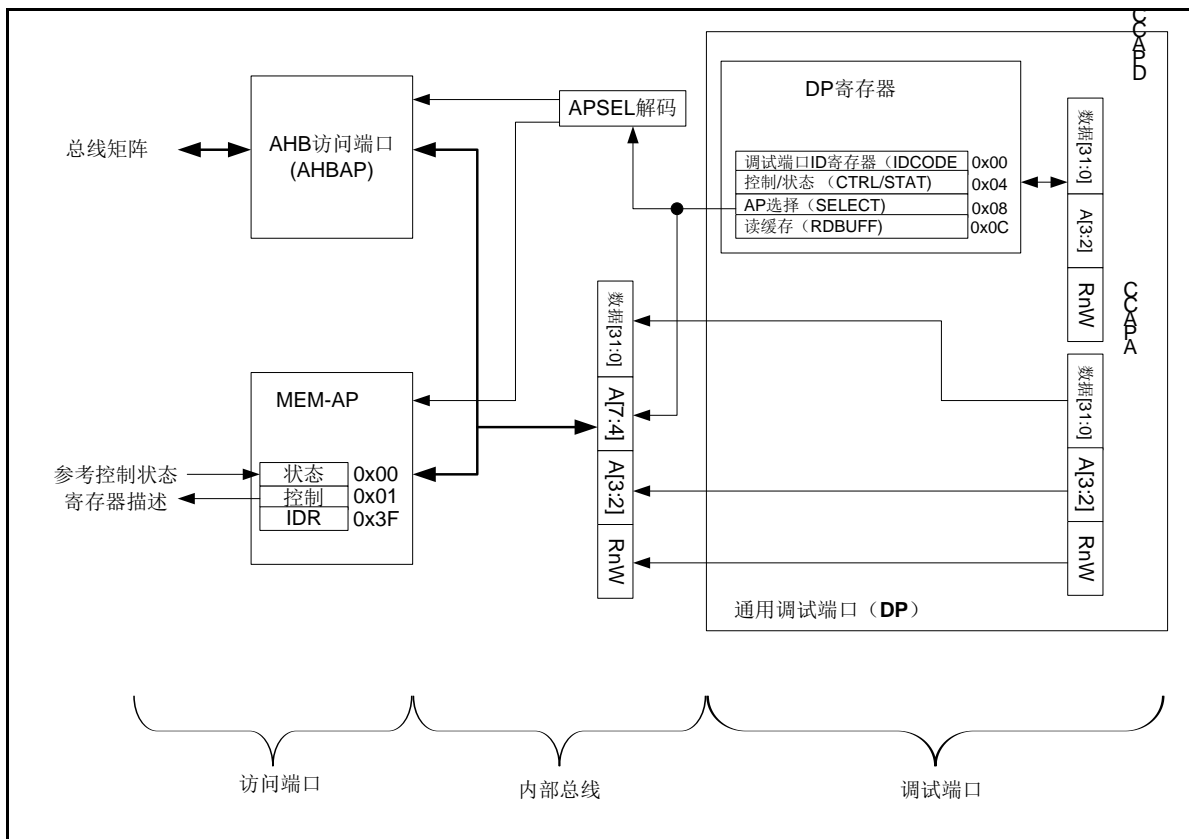 总线矩阵
AHB访问端口
(AHBAP)
APSEL解码
DP寄存器
调试端口ID寄存器（IDCODE 0x00
控制/状态 （CTRL/STAT) 0x04
AP选择（SELECT) 0x08
读缓存（RDBUFF) 0x0C
数据[31:0]
A[3:2]
RnW
CCAPD
数据[31:0]
A[7:4]
A[3:2]
RnW
数据[31:0]
A[3:2]
RnW
CCAPA
MEM-AP
参考控制状态
寄存器描述
状态 0x00
控制 0x01
IDR 0x3F
通用调试端口（DP）
访问端口
内部总线
调试端口